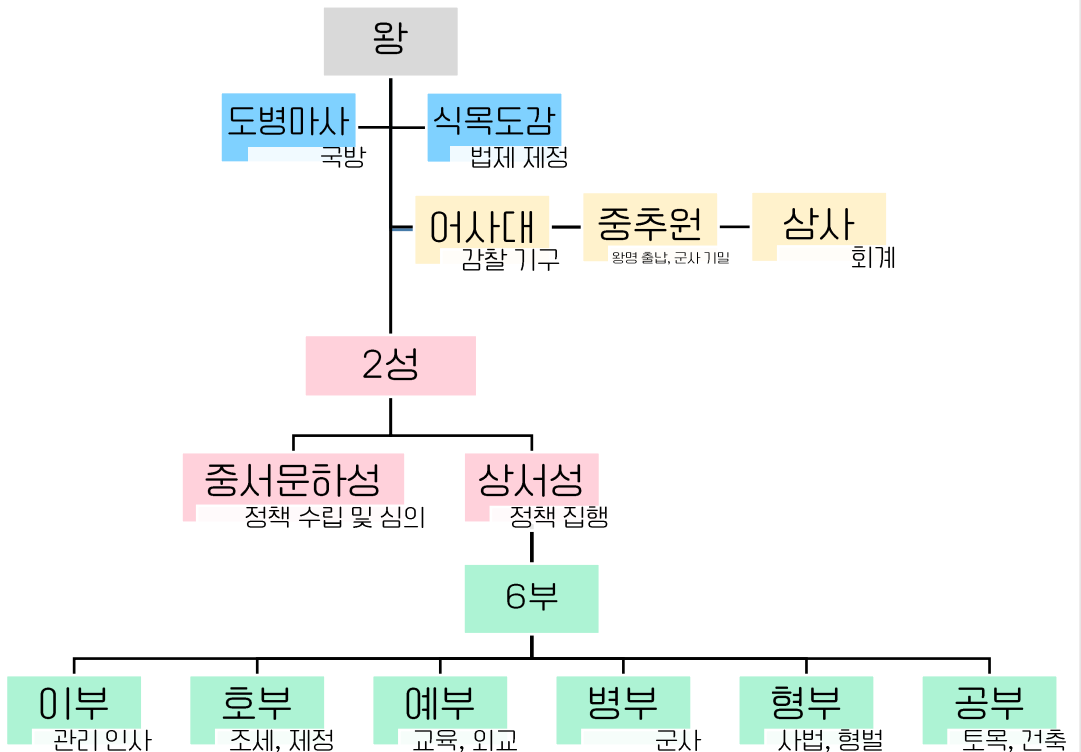 왕
도병마사
국방
식목도감
법제 제정
어사대
감찰 기구
중추원
왕명 출납, 군사 기밀
삼사
회계
2성
중서문하성
정책 수립 및 심의
상서성
정책 집행
6부
이부
관리 인사
호부
조세, 제정
예부
교육, 외교
병부
군사
형부
사법, 형벌
공부
토목, 건축